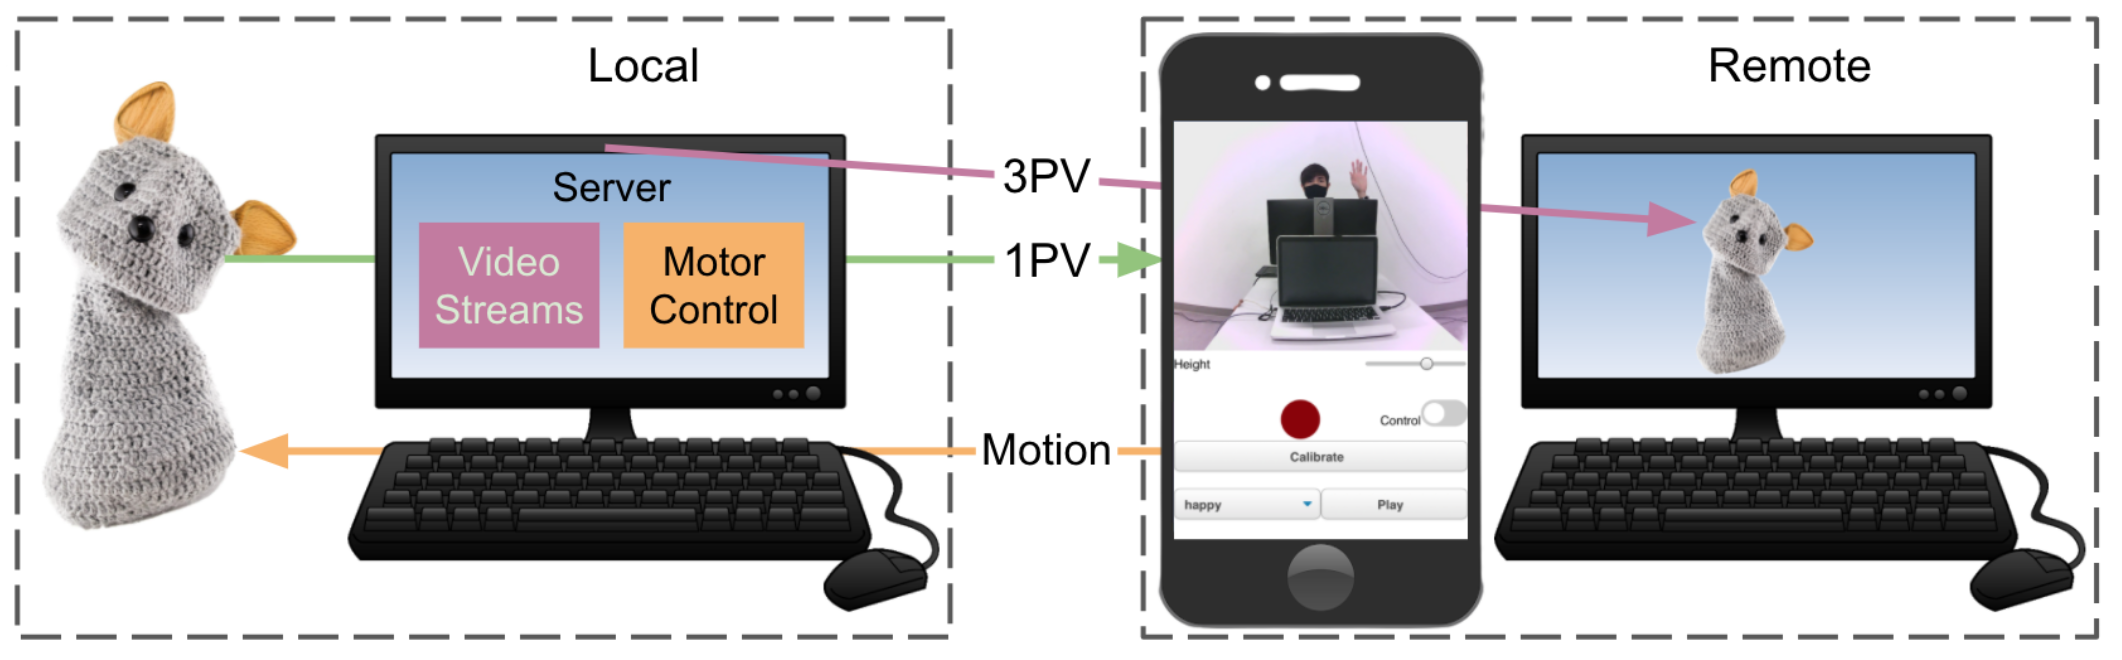 Local
Server
Video
Streams
Motor
Control
3PV
1PV
Motion
Remote
Height
Control
Calibrate
happy
Play